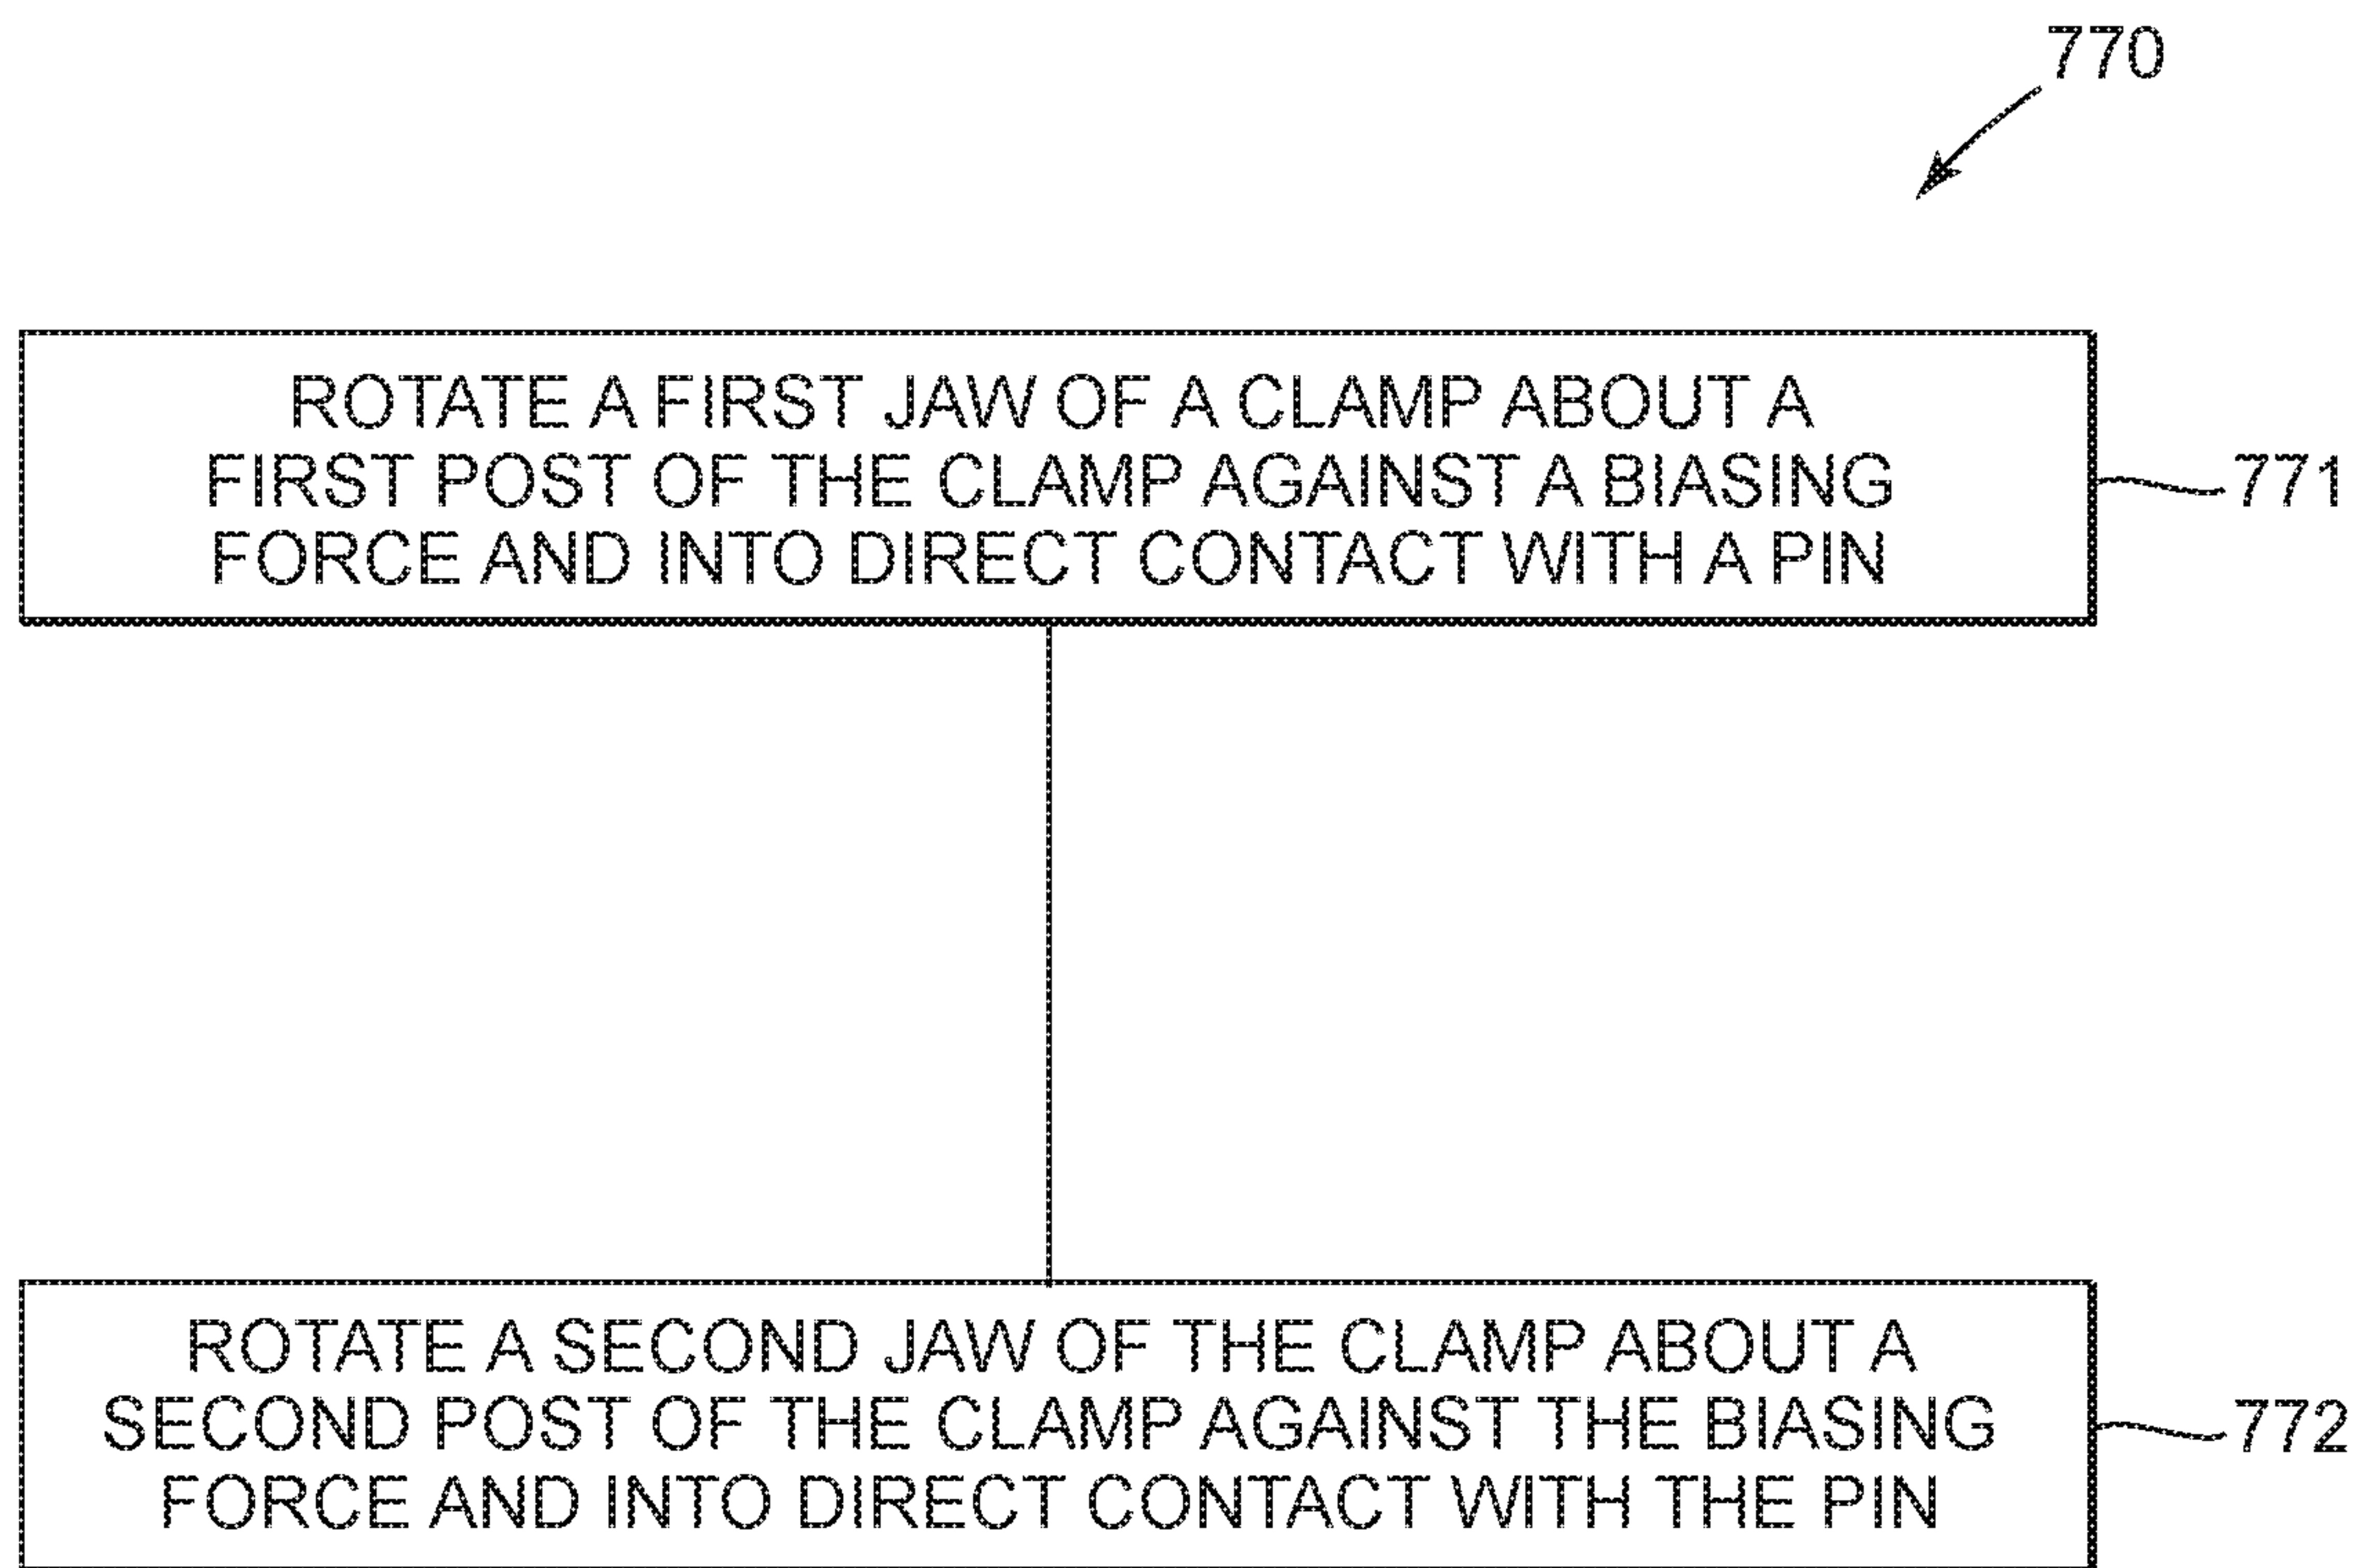 770
ROTATE A FIRST JAW OF A CLAMP ABOUT A
FIRST POST OF THE CLAMP AGAINST A BIASING
FORCE AND INTO DIRECT CONTACT WITH A PIN
771
ROTATE A SECOND JAW OF THE CLAMP ABOUT A
SECOND POST OF THE CLAMP AGAINST THE BIASING
FORCE AND INTO DIRECT CONTACT WITH THE PIN
772